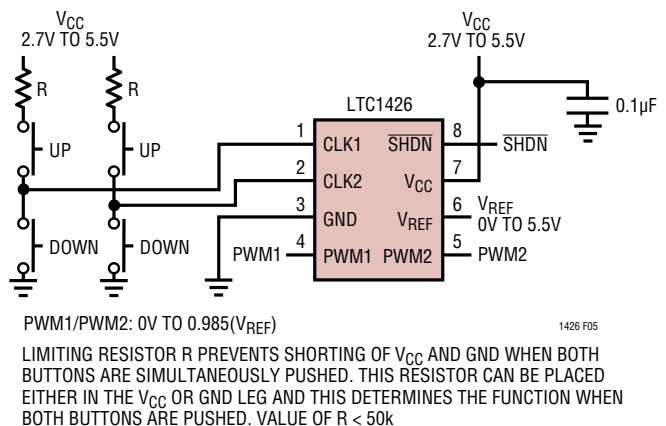 VCC
2.7V TO 5.5V
VCC
2.7V TO 5.5V
R
R
0.1µF
LTC1426
UP
UP
1
CLK1
SHDN
8
SHDN
2
CLK2
VCC
7
3
GND
VREF
6
VREF
0V TO 5.5V
DOWN
DOWN
PWM1
4
PWM1
PWM2
5
PWM2
PWM1/PWM2: 0V TO 0.985(VREF)
1426 F05
LIMITING RESISTOR R PREVENTS SHORTING OF VCC AND GND WHEN BOTH
BUTTONS ARE SIMULTANEOUSLY PUSHED. THIS RESISTOR CAN BE PLACED
EITHER IN THE VCC OR GND LEG AND THIS DETERMINES THE FUNCTION WHEN
BOTH BUTTONS ARE PUSHED. VALUE OF R < 50k